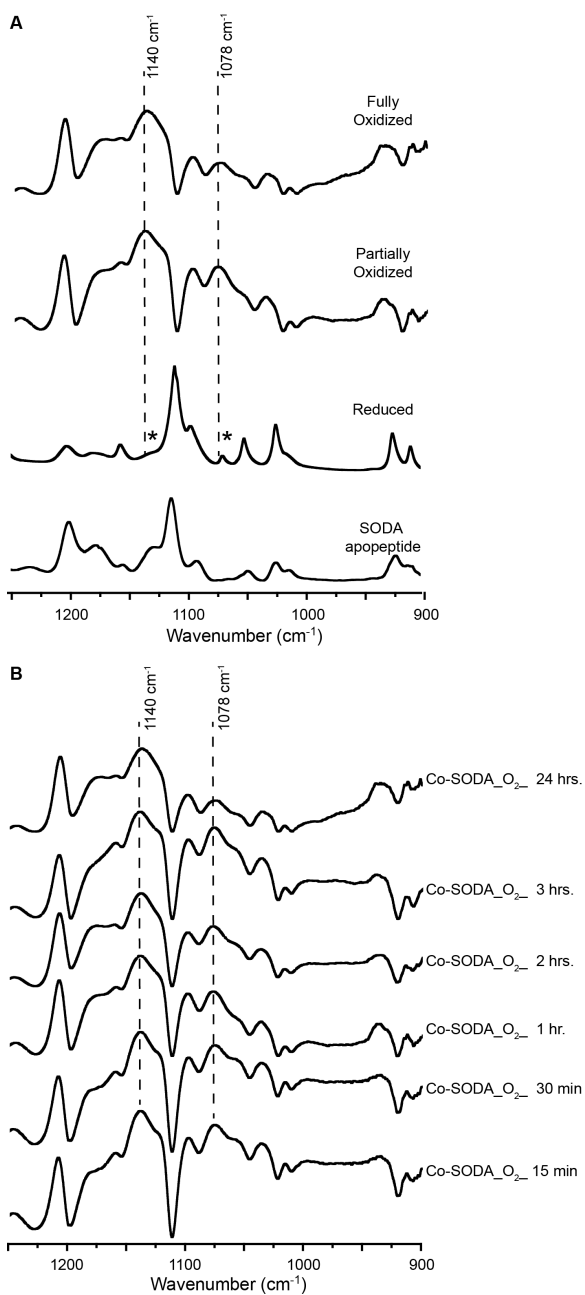 A
1140 cm⁻¹
1078 cm⁻¹
Fully
Oxidized
Partially
Oxidized
Reduced
* *
SODA
apopeptide
1200 1100 1000 900
Wavenumber (cm⁻¹)
B
1140 cm⁻¹
1078 cm⁻¹
Co-SODA_O₂_ 24 hrs.
Co-SODA_O₂_ 3 hrs.
Co-SODA_O₂_ 2 hrs.
Co-SODA_O₂_ 1 hr.
Co-SODA_O₂_ 30 min
Co-SODA_O₂_ 15 min
1200 1100 1000 900
Wavenumber (cm⁻¹)